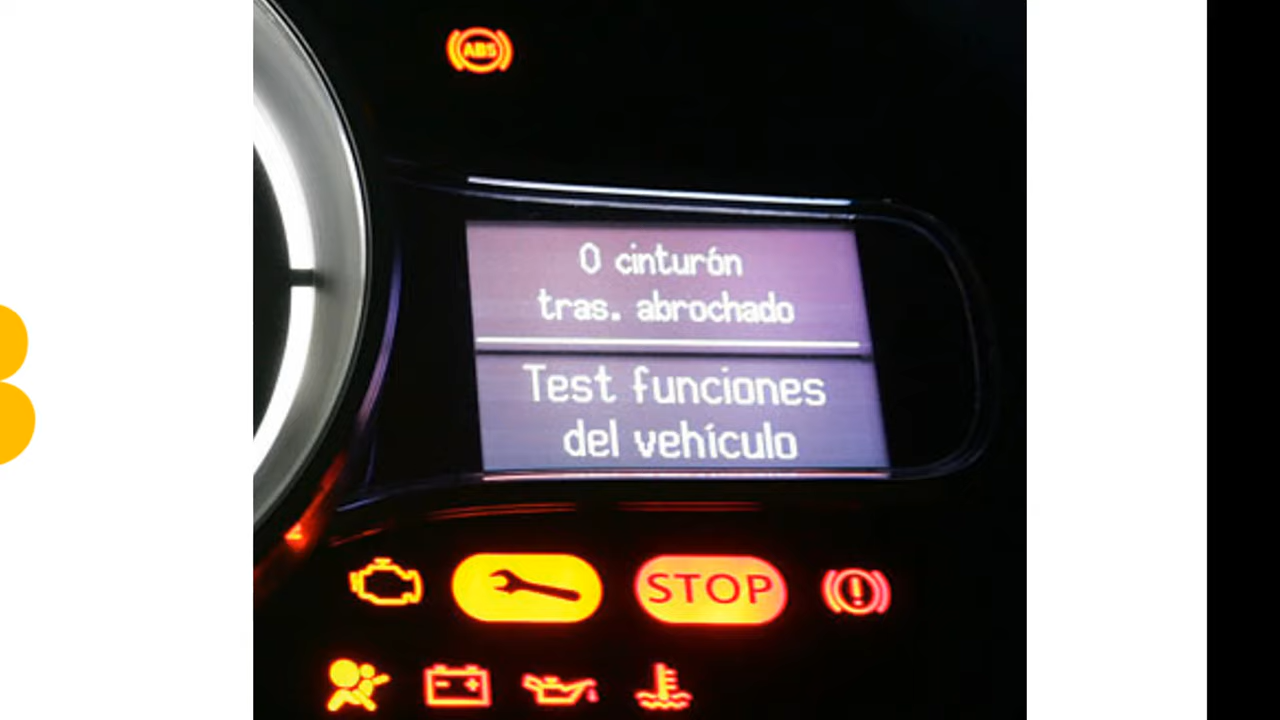 ABS
0 cinturón
tras. abrochado
Test funciones
del vehículo
STOP